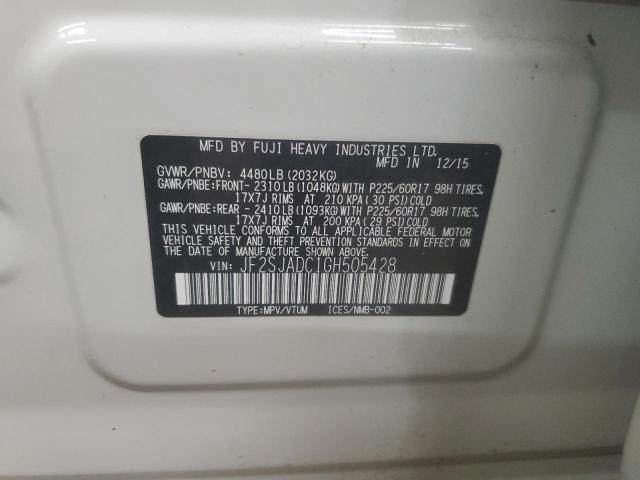 MFD BY FUJI HEAVY INDUSTRIES LTD.
MFD IN 12/15
GVWR/PNBV: 4480LB (2032KG)
GAWR/PNBE:FRONT- 2310LB (1048KG) WITH P225/60R17 98H TIRES,
17X7J RIMS AT 210 KPA (30 PSI) COLD
GAWR/PNBE:REAR - 2410LB (1093KG) WITH P225/60R17 98H TIRES,
17X7J RIMS AT 200 KPA (29 PSI) COLD
THIS VEHICLE CONFORMS TO ALL APPLICABLE FEDERAL MOTOR
VEHICLE SAFETY AND THEFT PREVENTION STANDARDS IN EFFECT ON
THE DATE OF MANUFACTURE SHOWN ABOVE.
VIN: JF2SJADC1GH505428
TYPE:MPV/VTUM ICES/NMB-002